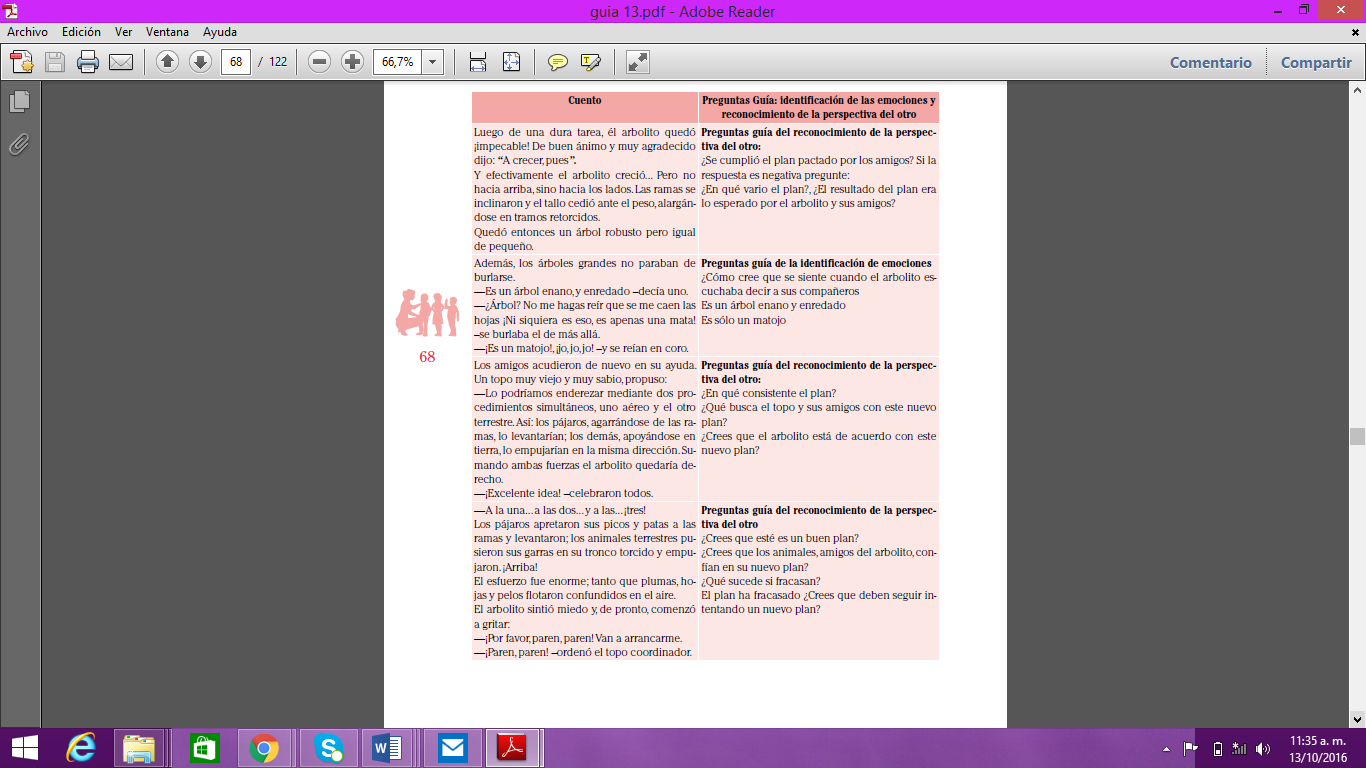 guia 13.pdf - Adobe Reader
Archivo Edición Ver Ventana Ayuda
68 / 122 66,7% Comentario Compartir
Cuento
Preguntas Guía: identificación de las emociones y
reconocimiento de la perspectiva del otro
Luego de una dura tarea, él arbolito quedó
¡impecable! De buen ánimo y muy agradecido
dijo: “A crecer, pues”.
Y efectivamente el arbolito creció... Pero no
hacia arriba, sino hacia los lados. Las ramas se
inclinaron y el tallo cedió ante el peso, alargán-
dose en tramos retorcidos.
Quedó entonces un árbol robusto pero igual
de pequeño.
Preguntas guía del reconocimiento de la perspec-
tiva del otro:
¿Se cumplió el plan pactado por los amigos? Si la
respuesta es negativa pregunte:
¿En qué vario el plan?, ¿El resultado del plan era
lo esperado por el arbolito y sus amigos?
Además, los árboles grandes no paraban de
burlarse.
—Es un árbol enano, y enredado –decía uno.
—¿Árbol? No me hagas reír que se me caen las
hojas ¡Ni siquiera es eso, es apenas una mata!
–se burlaba el de más allá.
—¡Es un matojo!, ¡jo, jo, jo! –y se reían en coro.
Preguntas guía de la identificación de emociones
¿Cómo cree que se siente cuando el arbolito es-
cuchaba decir a sus compañeros
Es un árbol enano y enredado
Es sólo un matojo
68
Los amigos acudieron de nuevo en su ayuda.
Un topo muy viejo y muy sabio, propuso:
—Lo podríamos enderezar mediante dos pro-
cedimientos simultáneos, uno aéreo y el otro
terrestre. Así: los pájaros, agarrándose de las ra-
mas, lo levantarían; los demás, apoyándose en
tierra, lo empujarían en la misma dirección. Su-
mando ambas fuerzas el arbolito quedaría de-
recho.
—¡Excelente idea! –celebraron todos.
Preguntas guía del reconocimiento de la perspec-
tiva del otro:
¿En qué consiste el plan?
¿Qué busca el topo y sus amigos con este nuevo
plan?
¿Crees que el arbolito está de acuerdo con este
nuevo plan?
—A la una... a las dos... y a las... ¡tres!
Los pájaros apretaron sus picos y patas a las
ramas y levantaron; los animales terrestres pu-
sieron sus garras en su tronco torcido y empu-
jaron. ¡Arriba!
El esfuerzo fue enorme; tanto que plumas, ho-
jas y pelos flotaron confundidos en el aire.
El arbolito sintió miedo y, de pronto, comenzó
a gritar:
—¡Por favor, paren, paren! Van a arrancarme.
—¡Paren, paren! –ordenó el topo coordinador.
Preguntas guía del reconocimiento de la perspec-
tiva del otro
¿Crees que esté es un buen plan?
¿Crees que los animales, amigos del arbolito, con-
fían en su nuevo plan?
¿Qué sucede si fracasan?
El plan ha fracasado ¿Crees que deben seguir in-
tentando un nuevo plan?
11:35 a. m.
13/10/2016